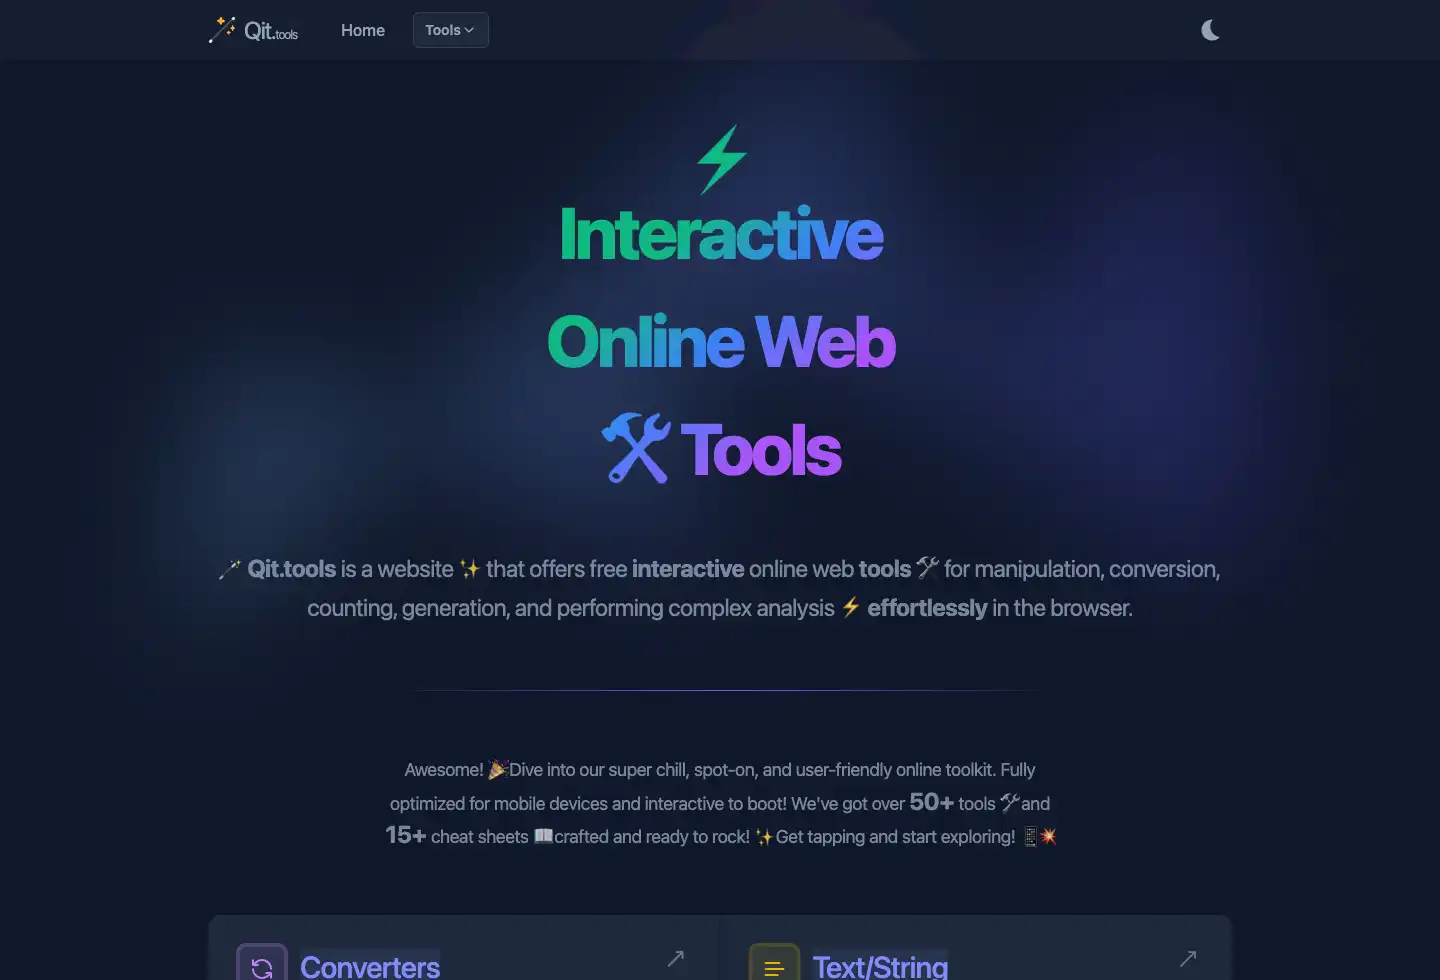 Qit.tools
Home
Tools
Interactive
Online Web
Tools
Qit.tools is a website ✨ that offers free interactive online web tools 🛠 for manipulation, conversion,
counting, generation, and performing complex analysis ⚡ effortlessly in the browser.
Awesome! 🎉Dive into our super chill, spot-on, and user-friendly online toolkit. Fully
optimized for mobile devices and interactive to boot! We've got over 50+ tools 🛠and
15+ cheat sheets 📖crafted and ready to rock! ✨Get tapping and start exploring! 📱💥
Converters
Text/String